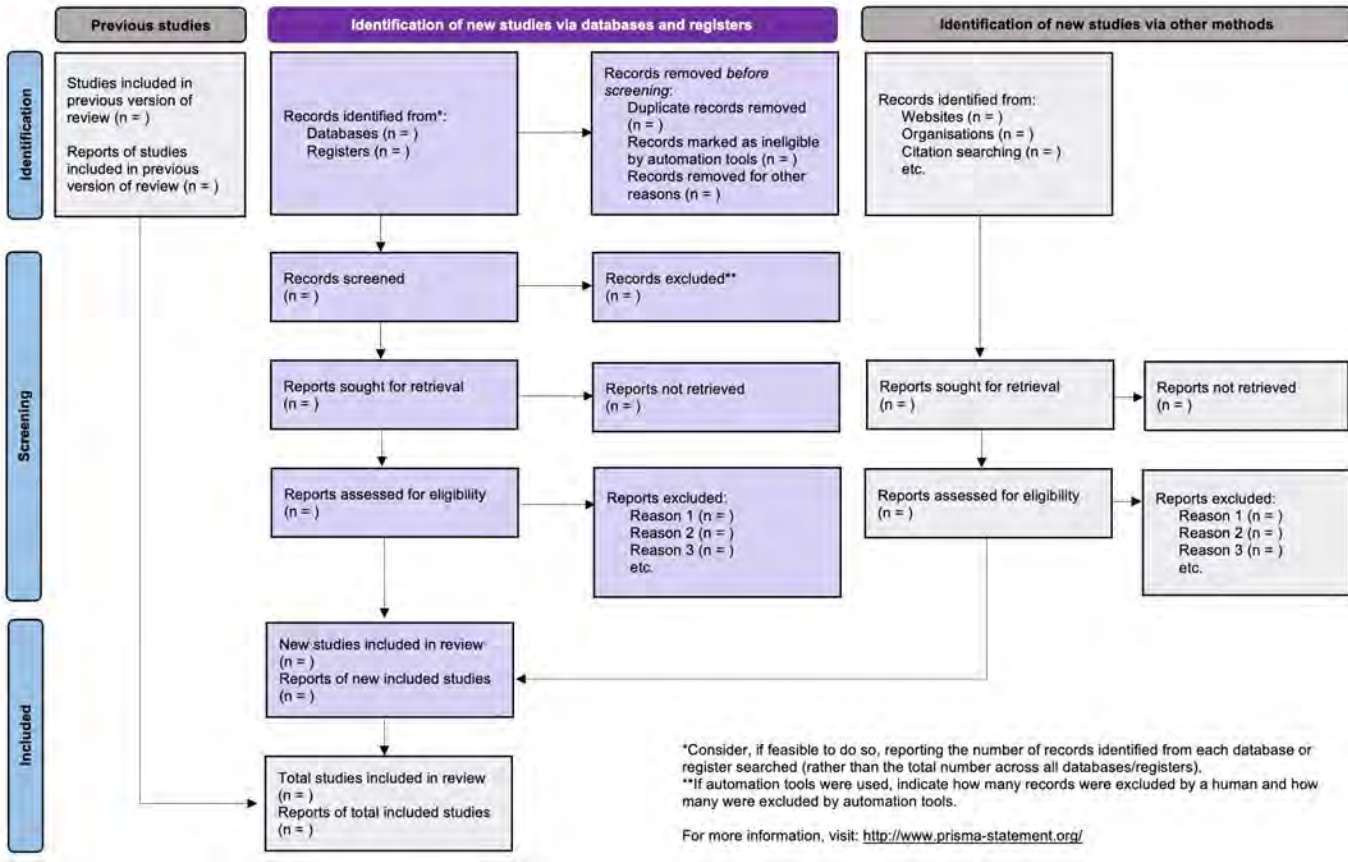 Previous studies
Identification of new studies via databases and registers
Identification of new studies via other methods
Identification
Studies included in
previous version of
review (n = )
Reports of studies
included in previous
version of review (n = )
Records identified from*:
Databases (n = )
Registers (n = )
Records removed before
screening:
Duplicate records removed
(n = )
Records marked as ineligible
by automation tools (n = )
Records removed for other
reasons (n = )
Records identified from:
Websites (n = )
Organisations (n = )
Citation searching (n = )
etc.
Screening
Records screened
(n = )
Records excluded**
(n = )
Reports sought for retrieval
(n = )
Reports not retrieved
(n = )
Reports sought for retrieval
(n = )
Reports not retrieved
(n = )
Reports assessed for eligibility
(n = )
Reports excluded:
Reason 1 (n = )
Reason 2 (n = )
Reason 3 (n = )
etc.
Reports assessed for eligibility
(n = )
Reports excluded:
Reason 1 (n = )
Reason 2 (n = )
Reason 3 (n = )
etc.
Included
New studies included in review
(n = )
Reports of new included studies
(n = )
Total studies included in review
(n = )
Reports of total included studies
(n = )
*Consider, if feasible to do so, reporting the number of records identified from each database or
register searched (rather than the total number across all databases/registers).
**If automation tools were used, indicate how many records were excluded by a human and how
many were excluded by automation tools.
For more information, visit: http://www.prisma-statement.org/